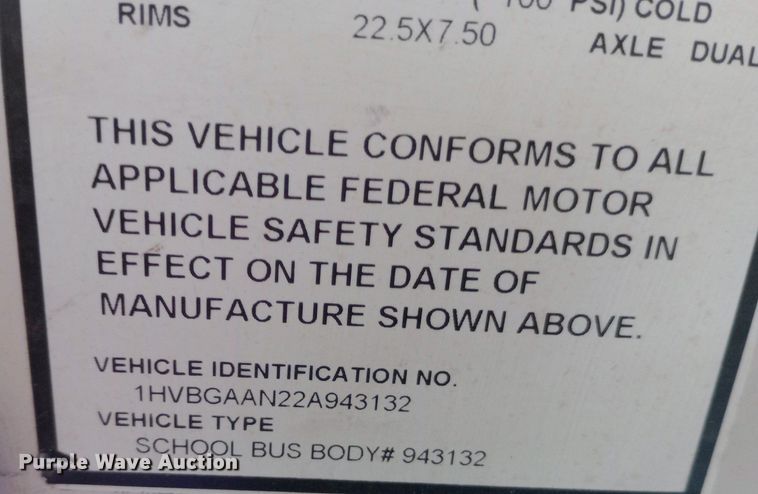 100 PSI) COLD
RIMS 22.5X7.50 AXLE DUAL
THIS VEHICLE CONFORMS TO ALL
APPLICABLE FEDERAL MOTOR
VEHICLE SAFETY STANDARDS IN
EFFECT ON THE DATE OF
MANUFACTURE SHOWN ABOVE.
VEHICLE IDENTIFICATION NO.
1HVBGAAN22A943132
VEHICLE TYPE
SCHOOL BUS BODY# 943132
Purple Wave Auction